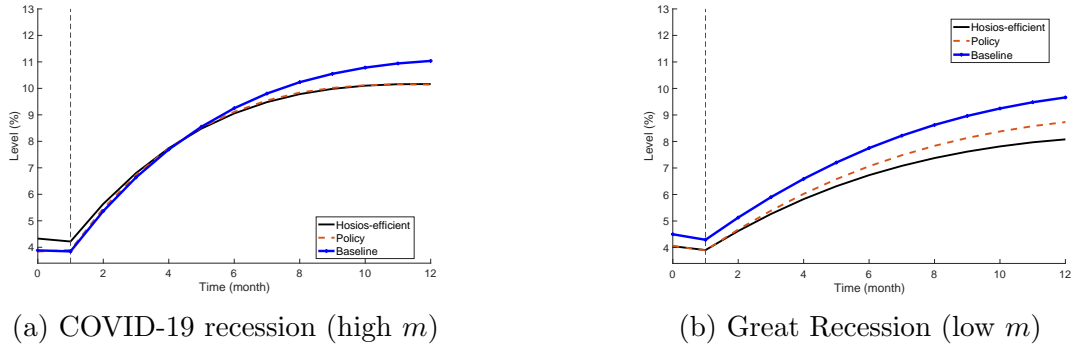 13
12
11
10
9
8
7
6
5
4
Level (%)
0 2 4 6 8 10 12
Time (month)
Hosios-efficient
Policy
Baseline
(a) COVID-19 recession (high m)
13
12
11
10
9
8
7
6
5
4
Level (%)
0 2 4 6 8 10 12
Time (month)
Hosios-efficient
Policy
Baseline
(b) Great Recession (low m)